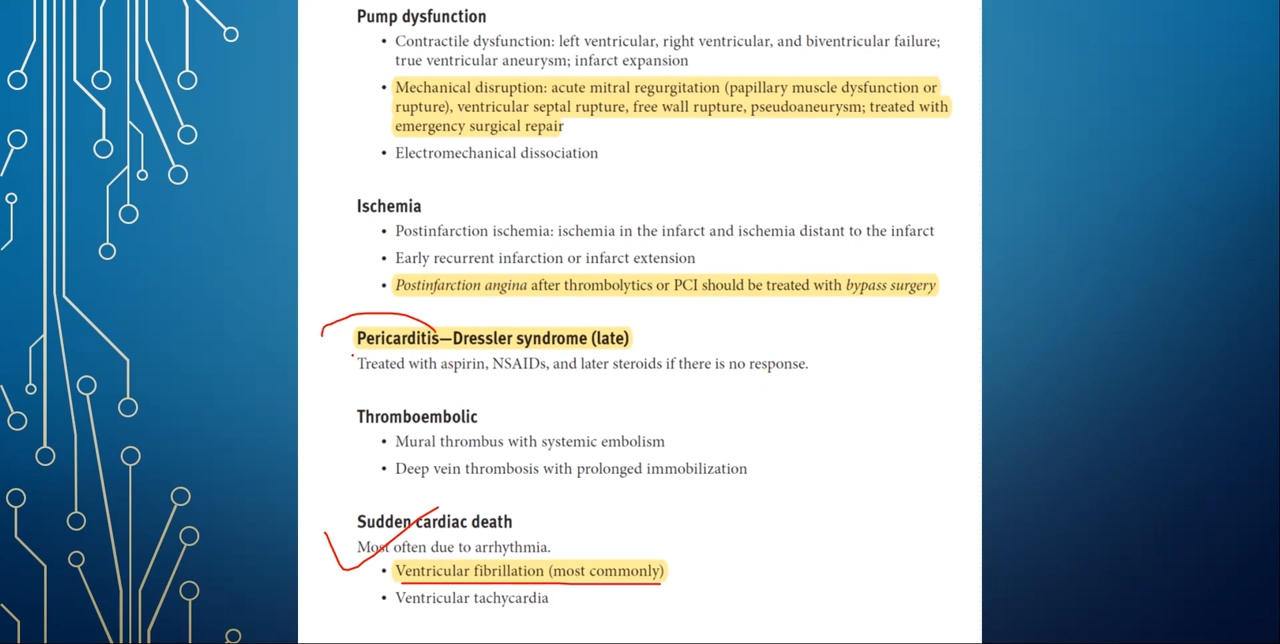 Pump dysfunction
• Contractile dysfunction: left ventricular, right ventricular, and biventricular failure;
true ventricular aneurysm; infarct expansion
• Mechanical disruption: acute mitral regurgitation (papillary muscle dysfunction or
rupture), ventricular septal rupture, free wall rupture, pseudoaneurysm; treated with
emergency surgical repair
• Electromechanical dissociation
Ischemia
• Postinfarction ischemia: ischemia in the infarct and ischemia distant to the infarct
• Early recurrent infarction or infarct extension
• Postinfarction angina after thrombolytics or PCI should be treated with bypass surgery
Pericarditis—Dressler syndrome (late)
Treated with aspirin, NSAIDs, and later steroids if there is no response.
Thromboembolic
• Mural thrombus with systemic embolism
• Deep vein thrombosis with prolonged immobilization
Sudden cardiac death
Most often due to arrhythmia.
• Ventricular fibrillation (most commonly)
• Ventricular tachycardia